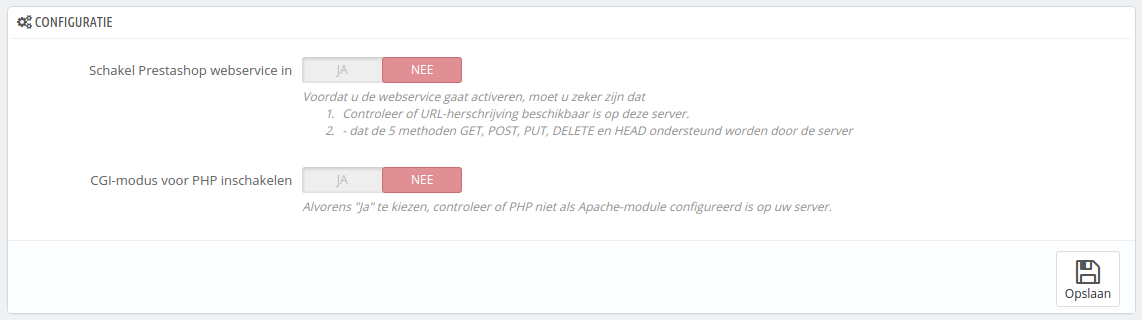 CONFIGURATIE
Schakel Prestashop webservice in JA NEE
Voordat u de webservice gaat activeren, moet u zeker zijn dat
1. Controleer of URL-herschrijving beschikbaar is op deze server.
2. - dat de 5 methoden GET, POST, PUT, DELETE en HEAD ondersteund worden door de server
CGI-modus voor PHP inschakelen JA NEE
Alvorens "Ja" te kiezen, controleer of PHP niet als Apache-module configureerd is op uw server.
Opslaan